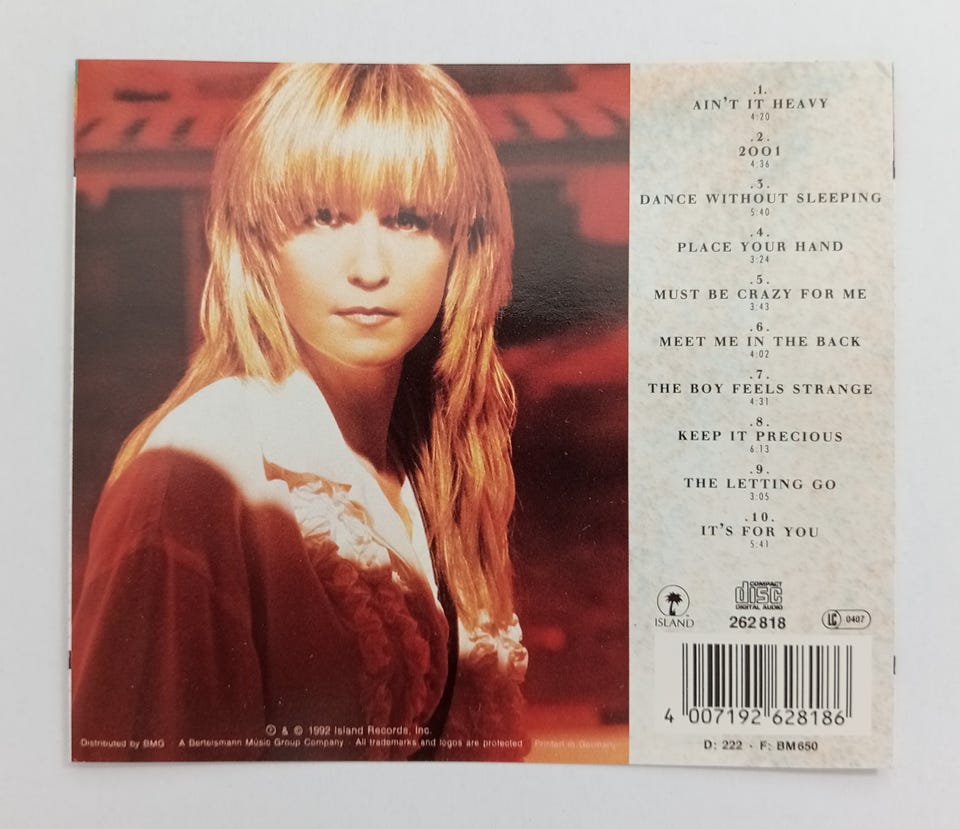 .1.
AIN'T IT HEAVY
4:20
.2.
2001
4:36
.3.
DANCE WITHOUT SLEEPING
5:40
.4.
PLACE YOUR HAND
3:24
.5.
MUST BE CRAZY FOR ME
3:43
.6.
MEET ME IN THE BACK
4:02
.7.
THE BOY FEELS STRANGE
4:31
.8.
KEEP IT PRECIOUS
6:13
.9.
THE LETTING GO
3:05
.10.
IT'S FOR YOU
5:41
ISLAND
COMPACT
disc
DIGITAL AUDIO
262 818
LC 0407
4 007192 628186
D: 222 · F: BM 650
℗ & © 1992 Island Records, Inc.
Distributed by BMG A Bertelsmann Music Group Company All trademarks and logos are protected Printed in Germany